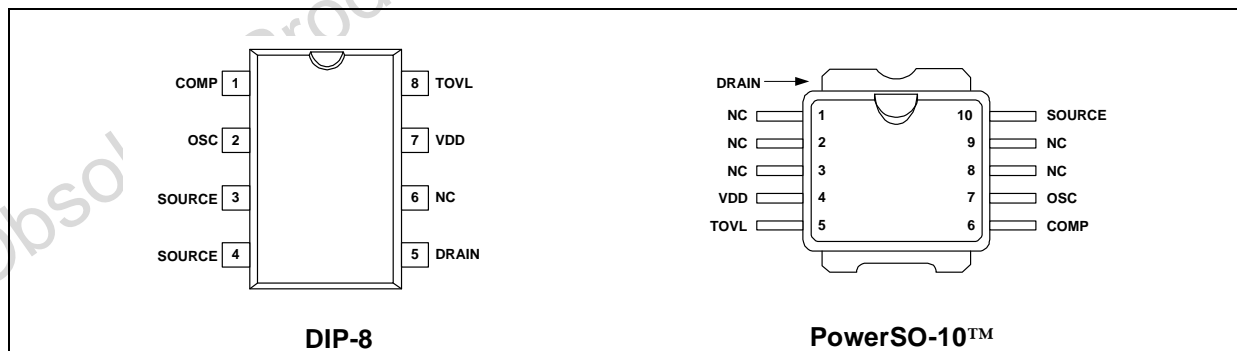 COMP 1
8 TOVL
OSC 2
7 VDD
SOURCE 3
6 NC
SOURCE 4
5 DRAIN
DIP-8
DRAIN
NC 1
10 SOURCE
NC 2
9 NC
NC 3
8 NC
VDD 4
7 OSC
TOVL 5
6 COMP
PowerSO-10™